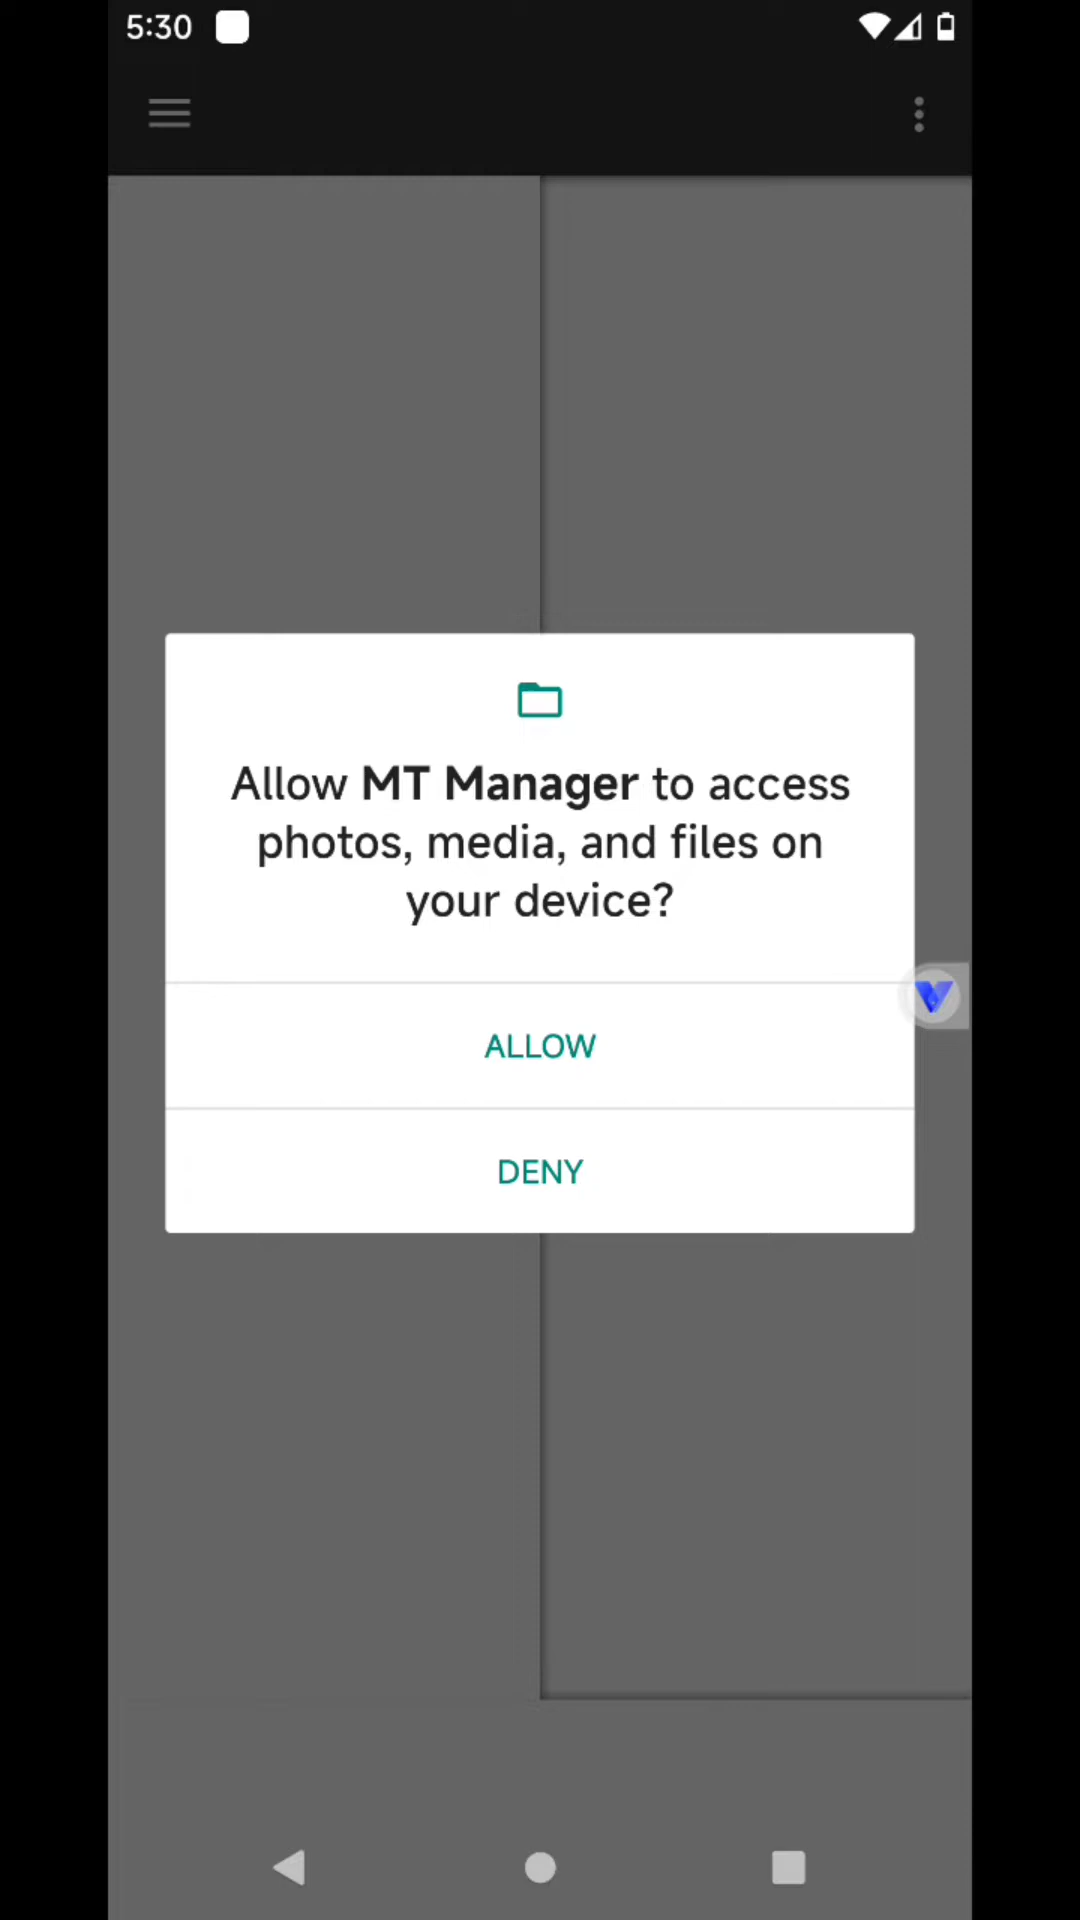 5:30
Allow MT Manager to access
photos, media, and files on
your device?
ALLOW
DENY